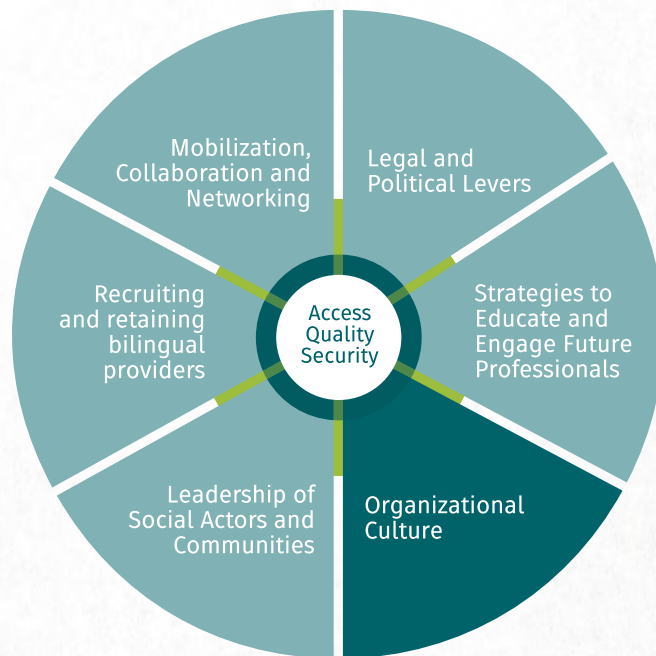 Mobilization,
Collaboration and
Networking
Legal and
Political Levers
Recruiting
and retaining
bilingual
providers
Access
Quality
Security
Strategies to
Educate and
Engage Future
Professionals
Leadership of
Social Actors and
Communities
Organizational
Culture